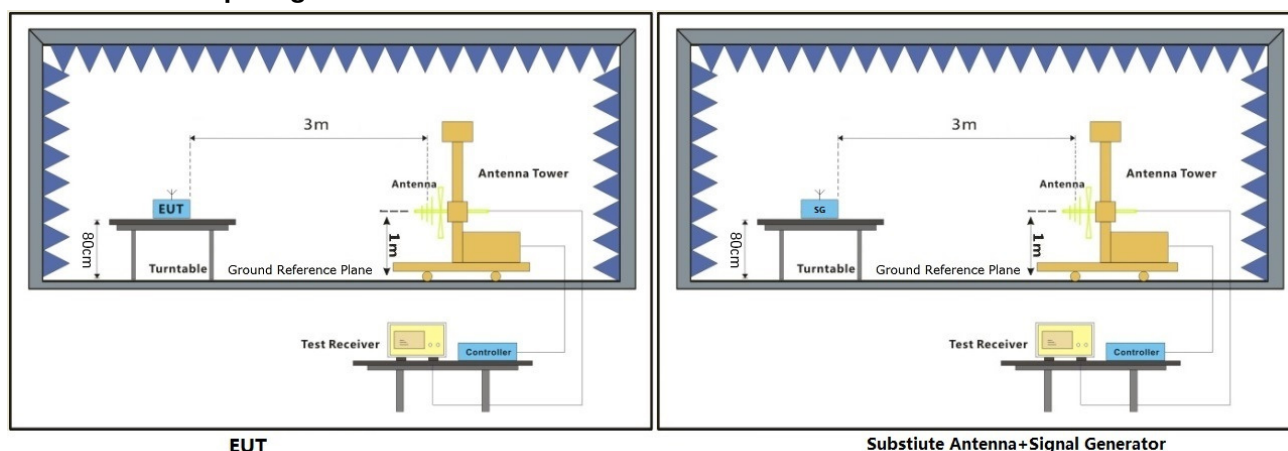 3m
Antenna
Antenna Tower
EUT
80cm
1m
Turntable
Ground Reference Plane
Test Receiver
Controller
EUT
3m
Antenna
Antenna Tower
SG
80cm
1m
Turntable
Ground Reference Plane
Test Receiver
Controller
Substiute Antenna+Signal Generator